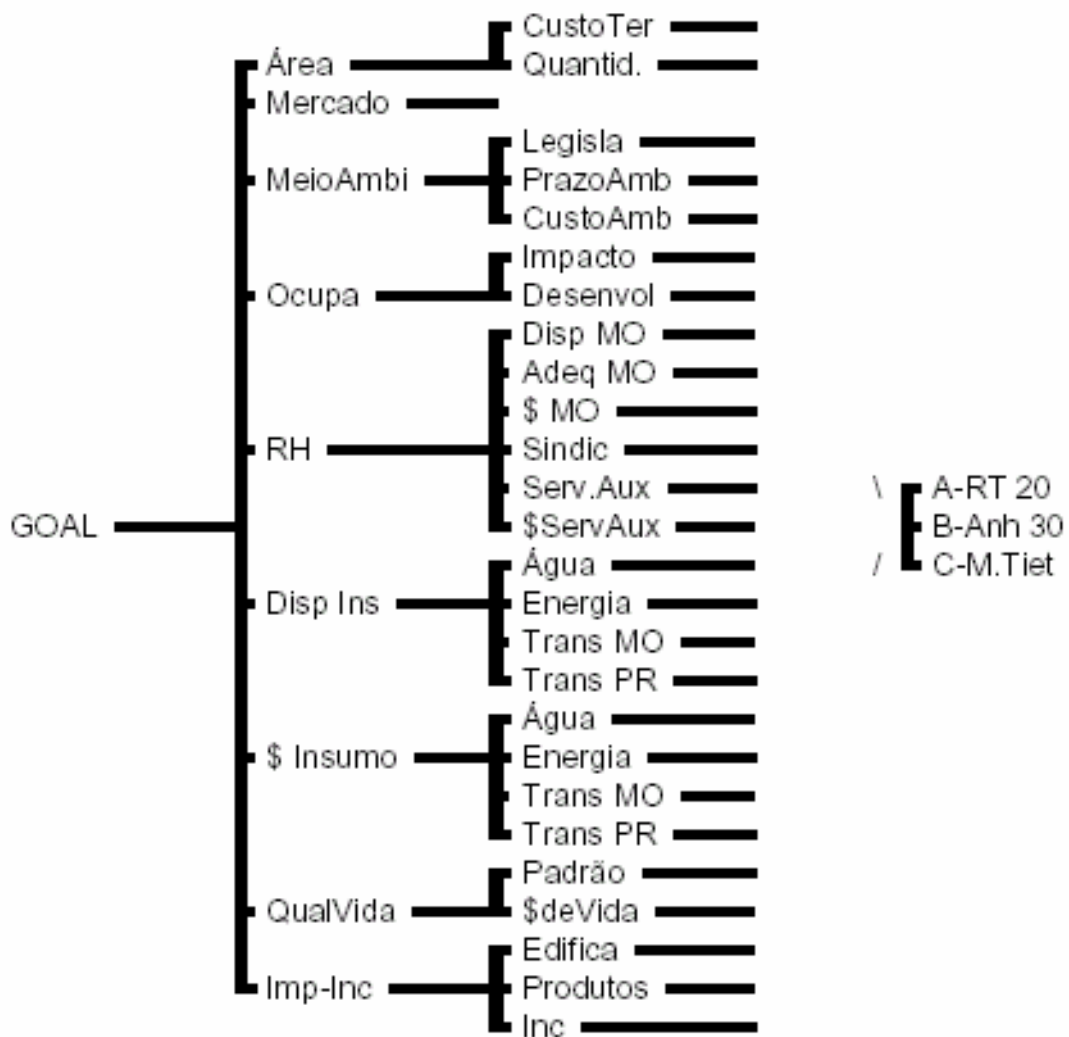 CustoTer
Área Quantid.
Mercado
Legisla
MeioAmbi PrazoAmb
CustoAmb
Impacto
Ocupa Desenvol
Disp MO
Adeq MO
$ MO
RH Sindic
Serv.Aux \ A-RT 20
GOAL $ServAux B-Anh 30
Água / C-M.Tiet
Disp Ins Energia
Trans MO
Trans PR
Água
$ Insumo Energia
Trans MO
Trans PR
Padrão
QualVida $deVida
Edifica
Imp-Inc Produtos
Inc